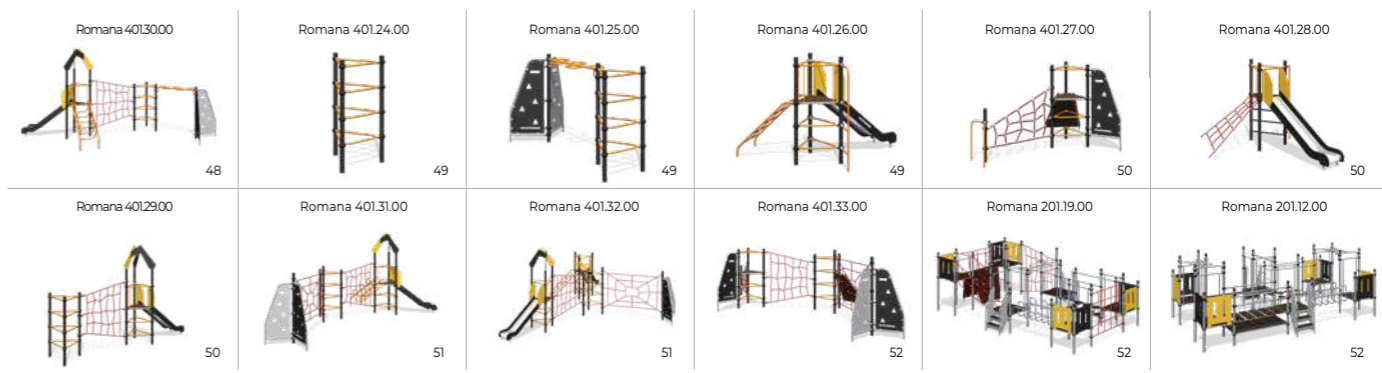 Romana 401.30.00
48
Romana 401.24.00
49
Romana 401.25.00
49
Romana 401.26.00
49
Romana 401.27.00
50
Romana 401.28.00
50
Romana 401.29.00
50
Romana 401.31.00
51
Romana 401.32.00
51
Romana 401.33.00
52
Romana 201.19.00
52
Romana 201.12.00
52